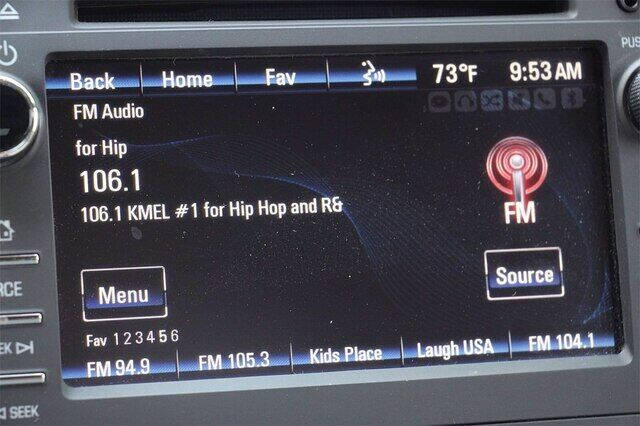 Back Home Fav 73°F 9:53 AM
FM Audio
for Hip
106.1
106.1 KMEL #1 for Hip Hop and R&
FM
Menu
Source
Fav 1 2 3 4 5 6
FM 94.9 FM 105.3 Kids Place Laugh USA FM 104.1
PUS
RCE
EK
SEEK